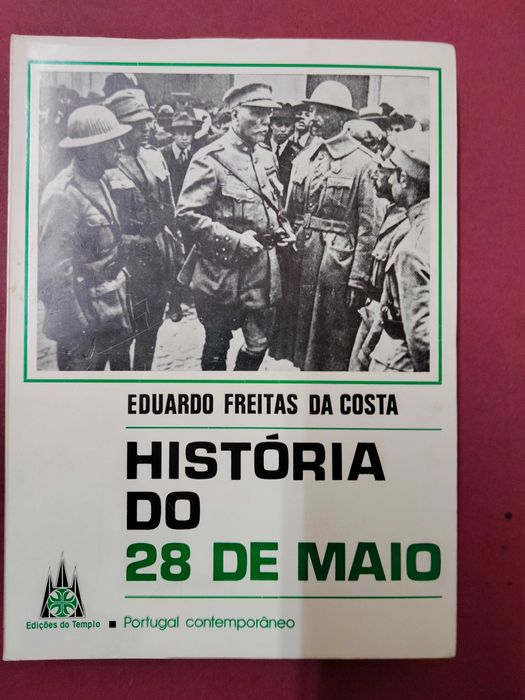 EDUARDO FREITAS DA COSTA
HISTÓRIA
DO
28 DE MAIO
Edições do Templo
Portugal contemporâneo